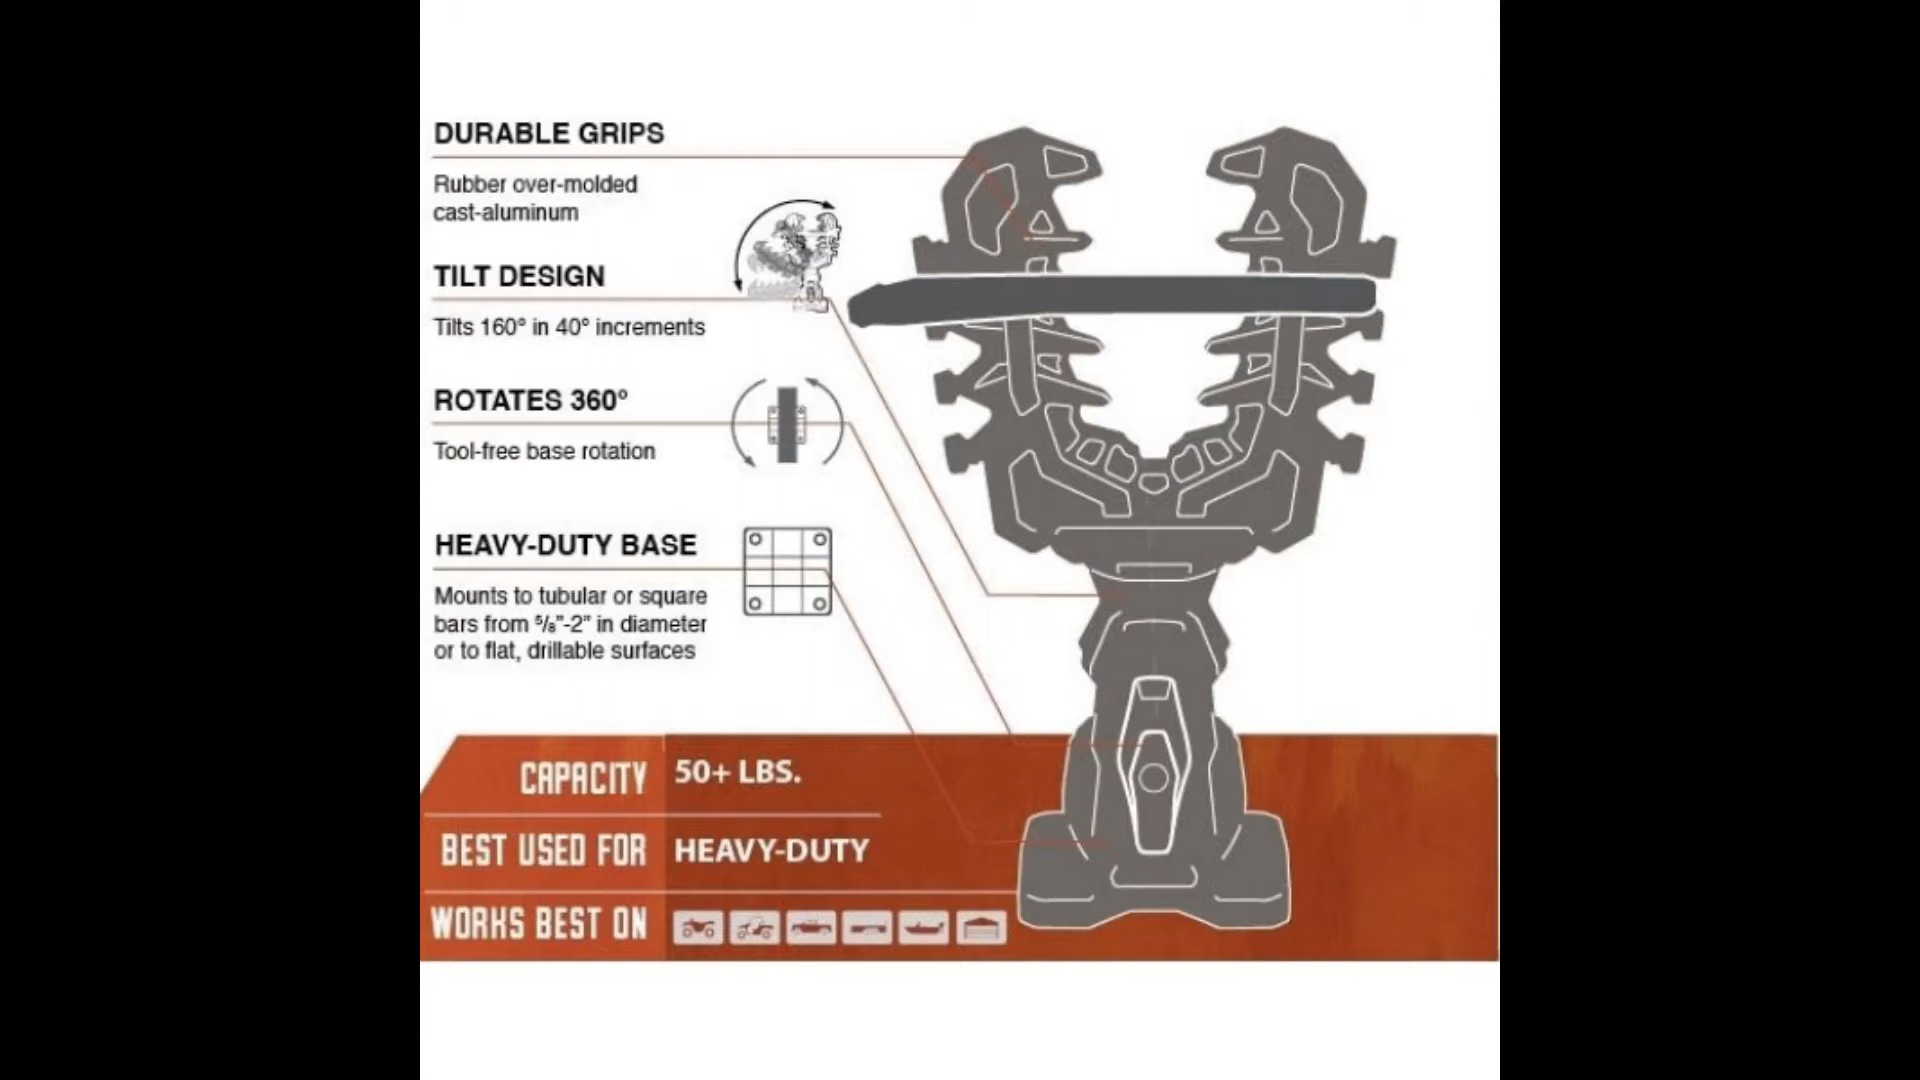 DURABLE GRIPS
Rubber over-molded
cast-aluminum
TILT DESIGN
Tilts 160° in 40° increments
ROTATES 360°
Tool-free base rotation
HEAVY-DUTY BASE
Mounts to tubular or square
bars from ⁵/₈"-2" in diameter
or to flat, drillable surfaces
CAPACITY 50+ LBS.
BEST USED FOR HEAVY-DUTY
WORKS BEST ON